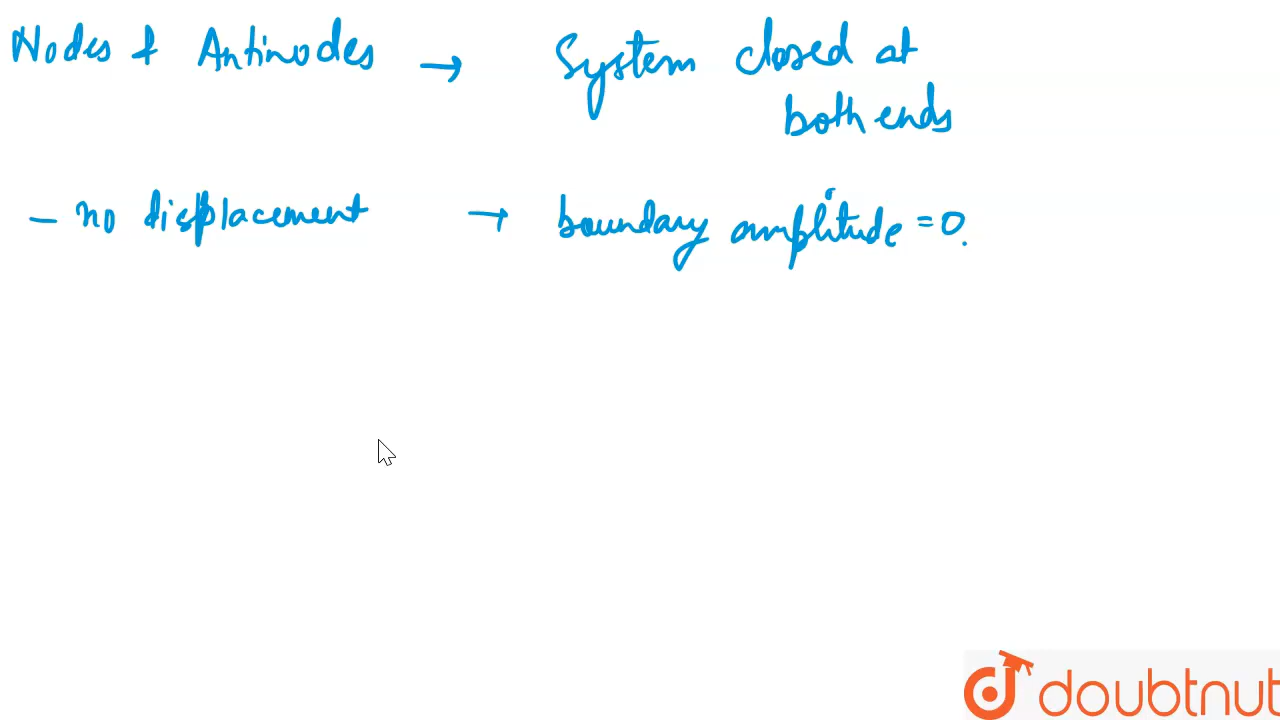 Nodes & Antinodes → System closed at
both ends
- no displacement → boundary amplitude = 0.
doubtnut